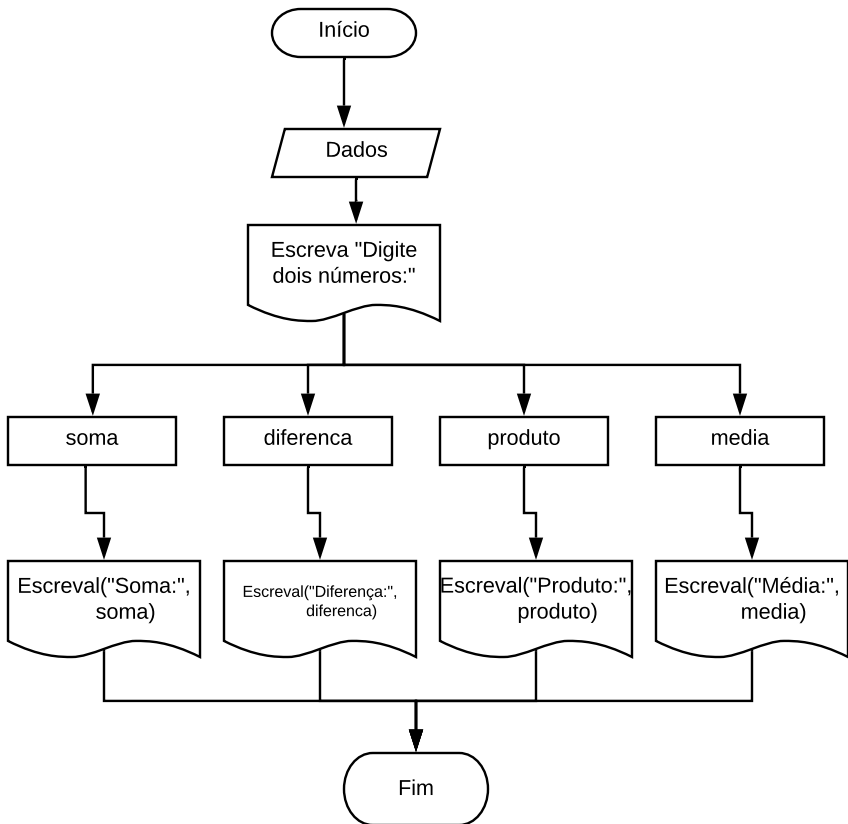 Início
Dados
Escreva "Digite
dois números:"
soma
diferenca
produto
media
Escreval("Soma:",
soma)
Escreval("Diferença:",
diferenca)
Escreval("Produto:",
produto)
Escreval("Média:",
media)
Fim